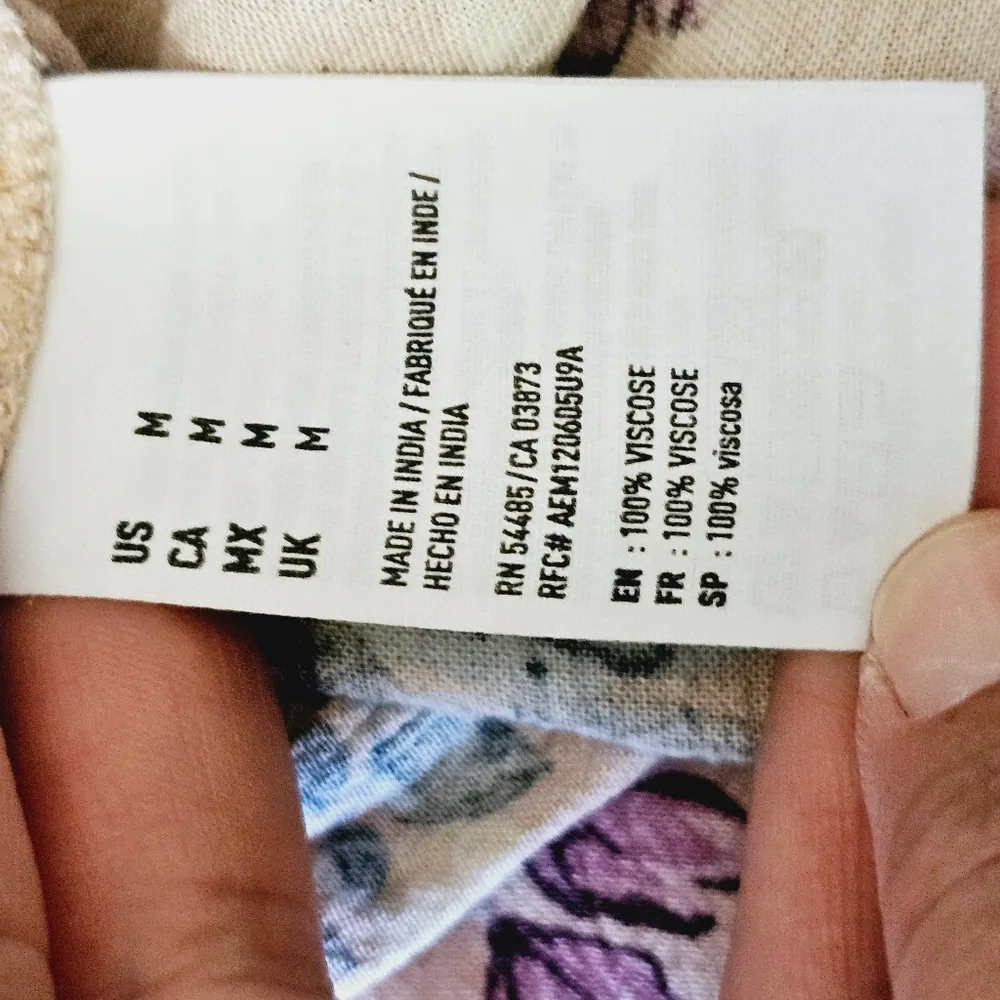 US M
CA M
MX M
UK M
MADE IN INDIA / FABRIQUÉ EN INDE /
HECHO EN INDIA
RN 54485 / CA 03873
RFC# AEM120605U9A
EN : 100% VISCOSE
FR : 100% VISCOSE
SP : 100% viscosa